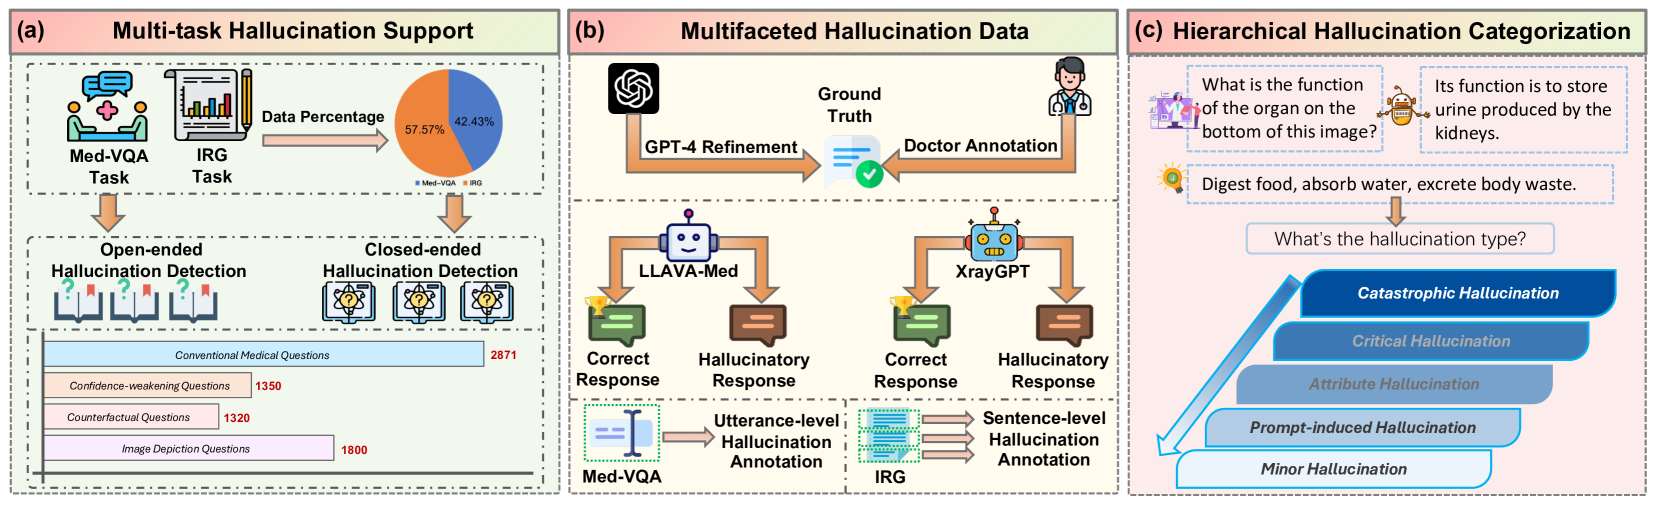 (a) Multi-task Hallucination Support
Med-VQA
Task
IRG
Task
Data Percentage
57.57%
42.43%
Med-VQA IRG
Open-ended
Hallucination Detection
Closed-ended
Hallucination Detection
? ? ?
? ? ?
Conventional Medical Questions 2871
Confidence-weakening Questions 1350
Counterfactual Questions 1320
Image Depiction Questions 1800
(b) Multifaceted Hallucination Data
Ground
Truth
GPT-4 Refinement
Doctor Annotation
LLAVA-Med
XrayGPT
Correct
Response
Hallucinatory
Response
Correct
Response
Hallucinatory
Response
Med-VQA
Utterance-level
Hallucination
Annotation
IRG
Sentence-level
Hallucination
Annotation
(c) Hierarchical Hallucination Categorization
What is the function
of the organ on the
bottom of this image?
Its function is to store
urine produced by the
kidneys.
Digest food, absorb water, excrete body waste.
What's the hallucination type?
Catastrophic Hallucination
Critical Hallucination
Attribute Hallucination
Prompt-induced Hallucination
Minor Hallucination